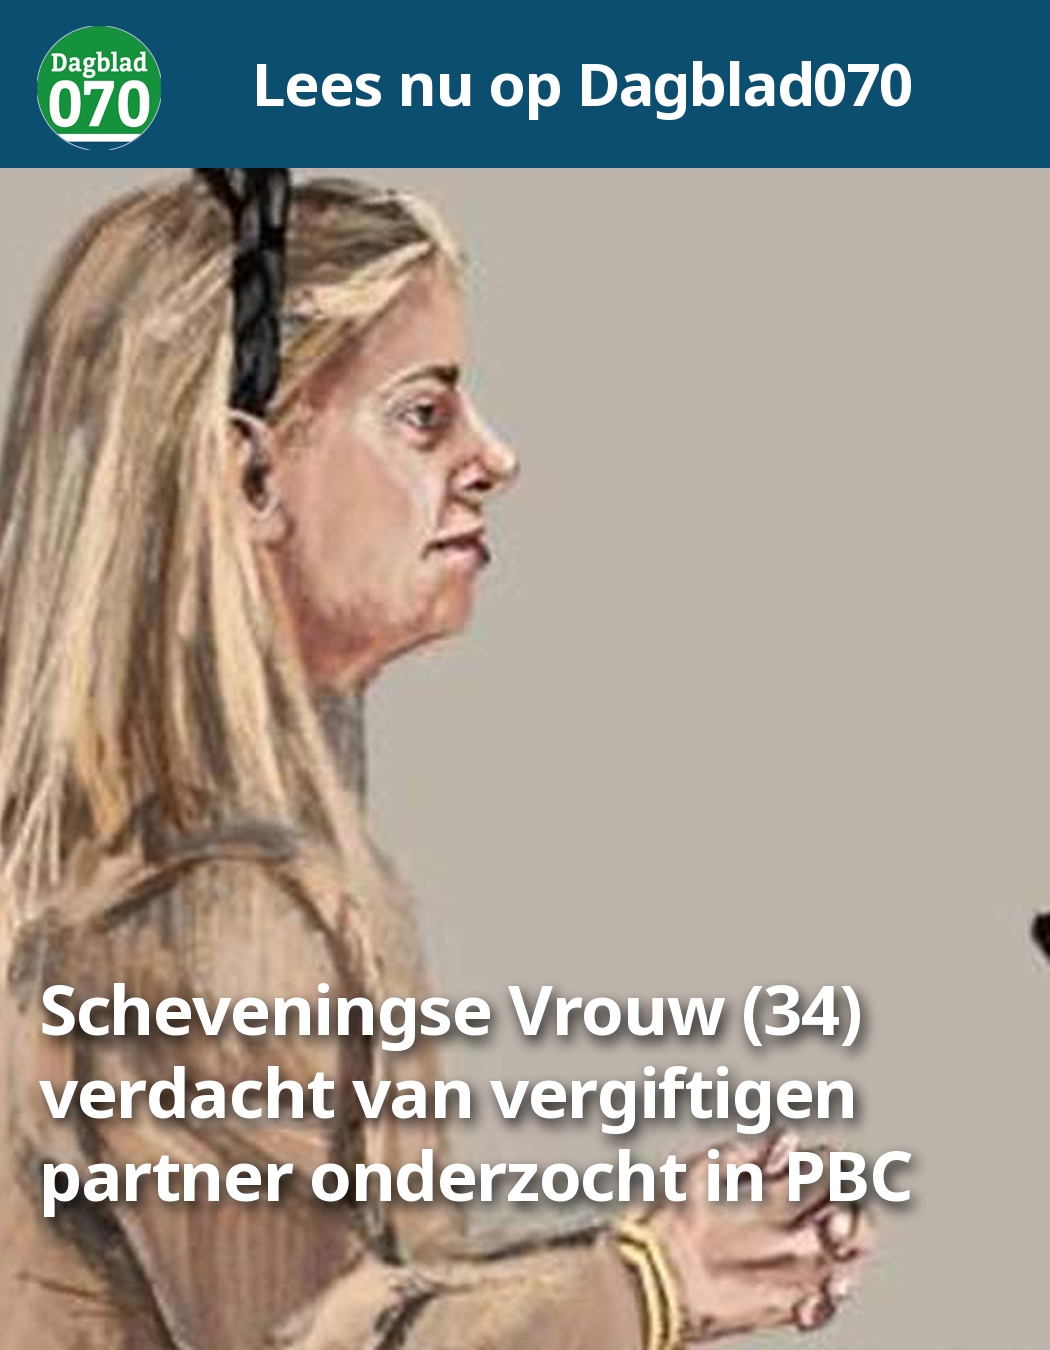 Dagblad
070
Lees nu op Dagblad070
Scheveningse Vrouw (34)
verdacht van vergiftigen
partner onderzocht in PBC